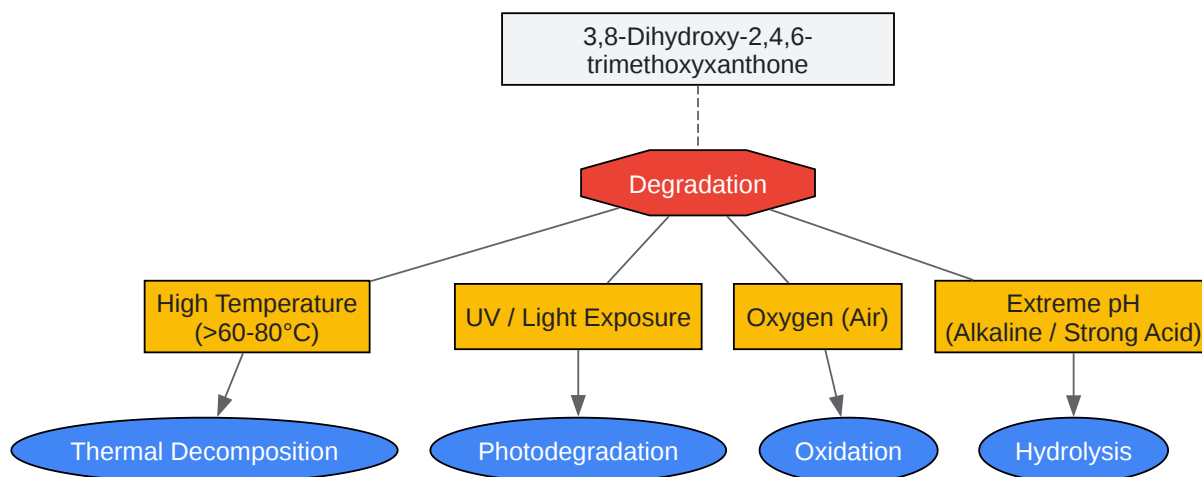 3,8-Dihydroxy-2,4,6-
trimethoxyxanthone
Degradation
High Temperature
(>60-80°C)
UV / Light Exposure
Oxygen (Air)
Extreme pH
(Alkaline / Strong Acid)
Thermal Decomposition
Photodegradation
Oxidation
Hydrolysis